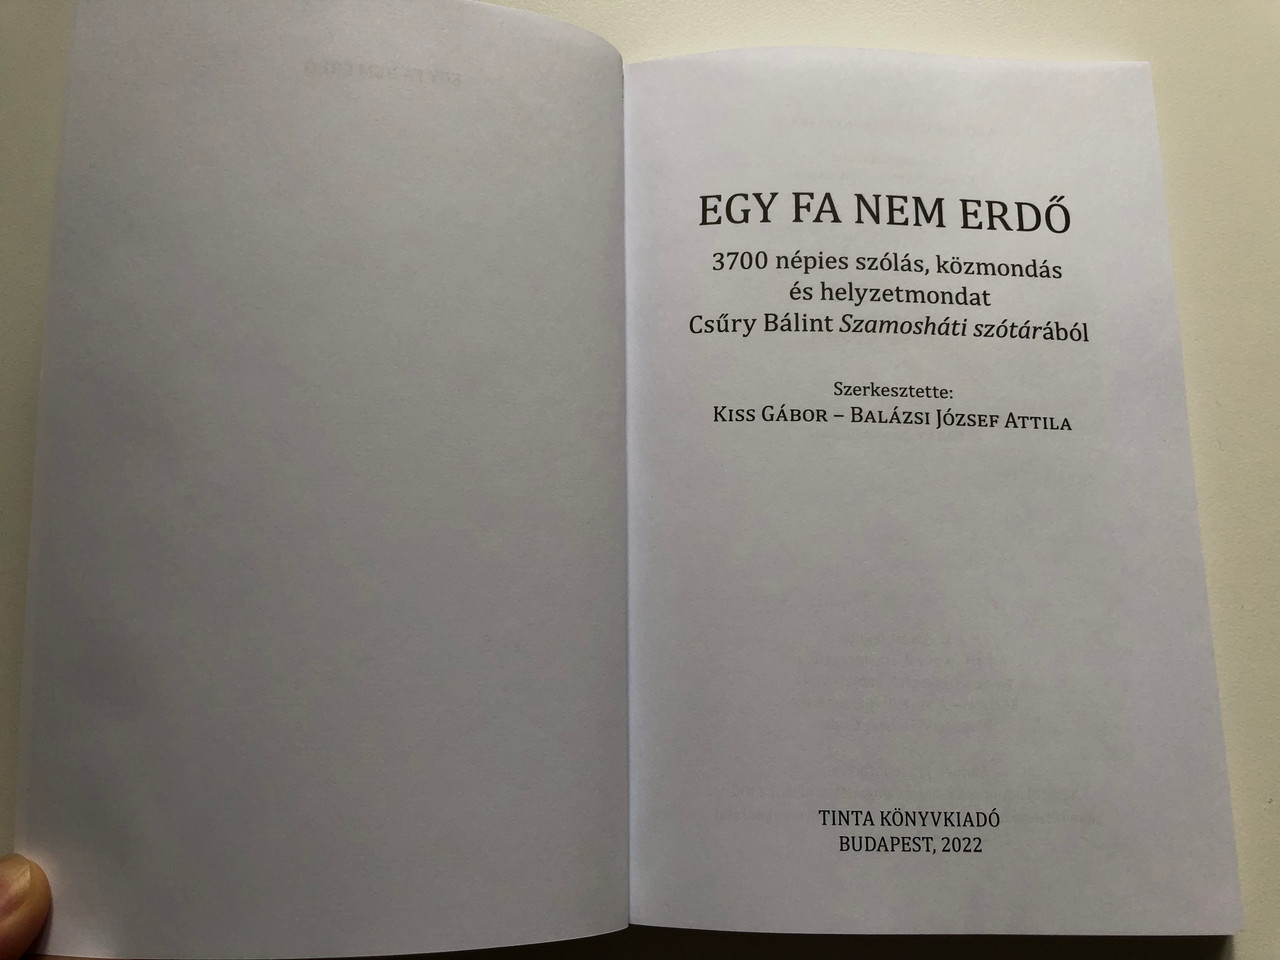 EGY FA NEM ERDŐ
3700 népies szólás, közmondás
és helyzetmondat
Csűry Bálint Szamosháti szótárából
Szerkesztette:
KISS GÁBOR – BALÁZSI JÓZSEF ATTILA
TINTA KÖNYVKIADÓ
BUDAPEST, 2022